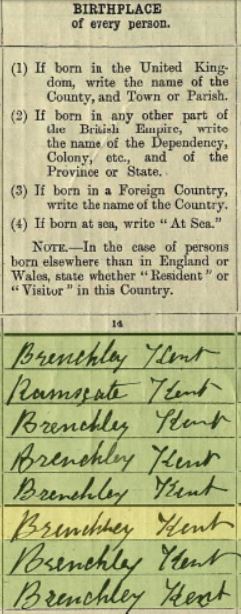 BIRTHPLACE
of every person.
(1) If born in the United King-
dom, write the name of the
County, and Town or Parish.
(2) If born in any other part of
the British Empire, write
the name of the Dependency,
Colony, etc., and of the
Province or State.
(3) If born in a Foreign Country,
write the name of the Country.
(4) If born at sea, write "At Sea."
NOTE.—In the case of persons
born elsewhere than in England or
Wales, state whether "Resident" or
"Visitor" in this Country.
14
Brenchley Kent
Ramsgate Kent
Brenchley Kent
Brenchley Kent
Brenchley Kent
Brenchley Kent
Brenchley Kent
Brenchley Kent